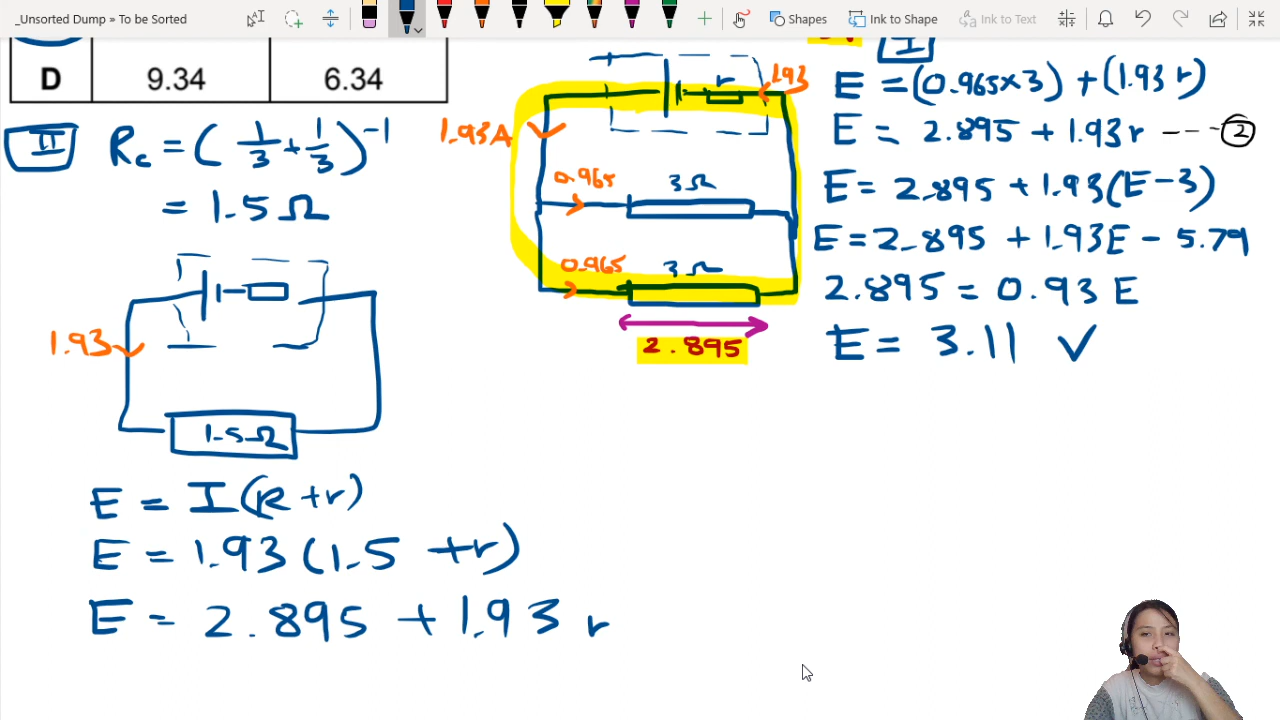 _Unsorted Dump » To be Sorted
Shapes
Ink to Shape
Ink to Text
D 9.34 6.34
II Rc = ( 1/3 + 1/3 )^-1
= 1.5 Ω
1.93
1.5 Ω
E = I(R + r)
E = 1.93(1.5 + r)
E = 2.895 + 1.93 r
r
1.93
1.93A
0.965
3Ω
0.965
3Ω
2.895
I
E = (0.965×3) + (1.93 r)
E = 2.895 + 1.93 r --- ②
E = 2.895 + 1.93(E-3)
E = 2.895 + 1.93E - 5.79
2.895 = 0.93 E
E = 3.11 ✓